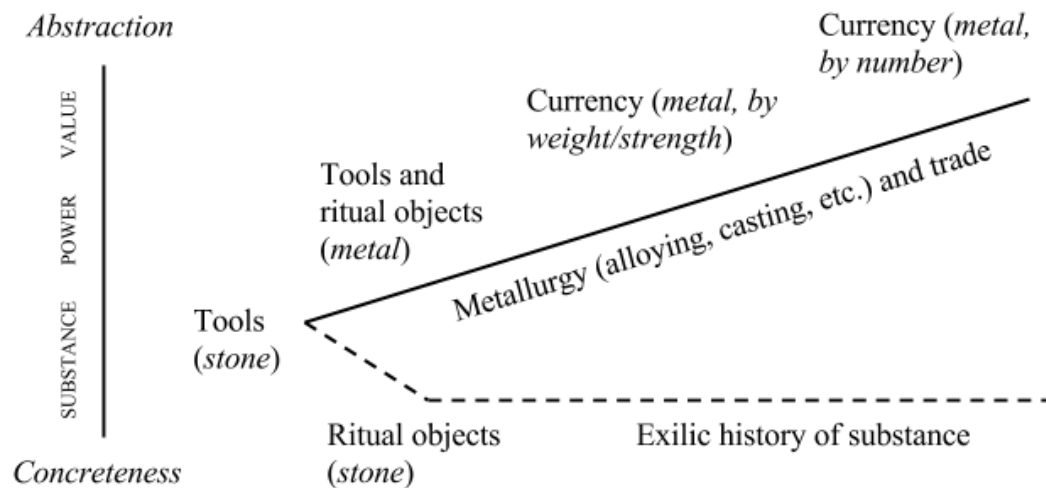 Abstraction
Currency (metal,
by number)
VALUE
Currency (metal, by
weight/strength)
Tools and
ritual objects
(metal)
POWER
Metallurgy (alloying, casting, etc.) and trade
Tools
(stone)
SUBSTANCE
Ritual objects
(stone)
Exilic history of substance
Concreteness